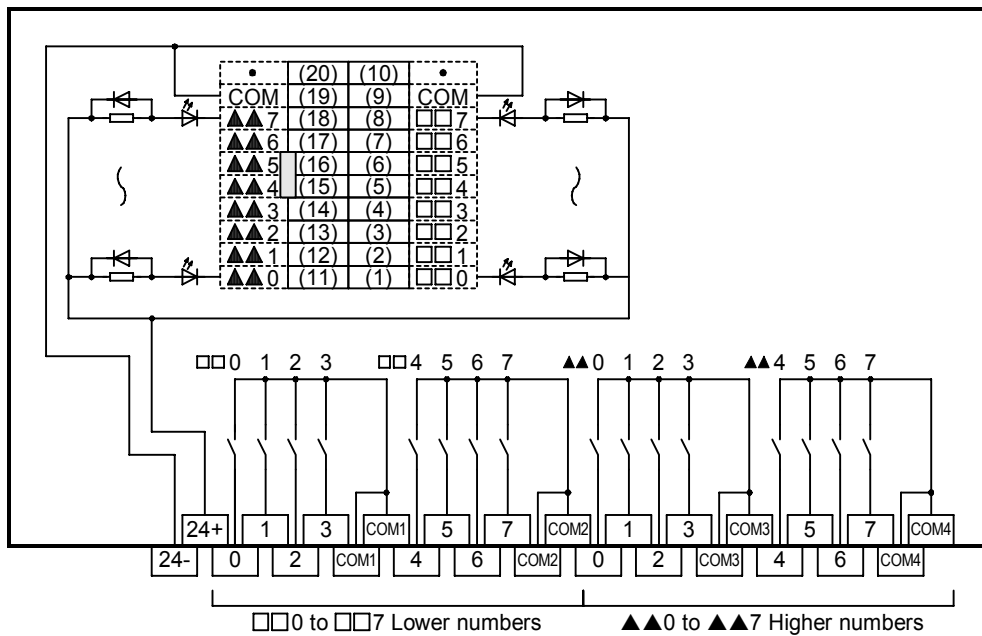 • (20) (10) •
COM (19) (9) COM
▲▲7 (18) (8) □□7
▲▲6 (17) (7) □□6
▲▲5 (16) (6) □□5
▲▲4 (15) (5) □□4
▲▲3 (14) (4) □□3
▲▲2 (13) (3) □□2
▲▲1 (12) (2) □□1
▲▲0 (11) (1) □□0
□□0 1 2 3 □□4 5 6 7 ▲▲0 1 2 3 ▲▲4 5 6 7
24+ 1 3 COM1 5 7 COM2 1 3 COM3 5 7 COM4
24- 0 2 COM1 4 6 COM2 0 2 COM3 4 6 COM4
□□0 to □□7 Lower numbers ▲▲0 to ▲▲7 Higher numbers